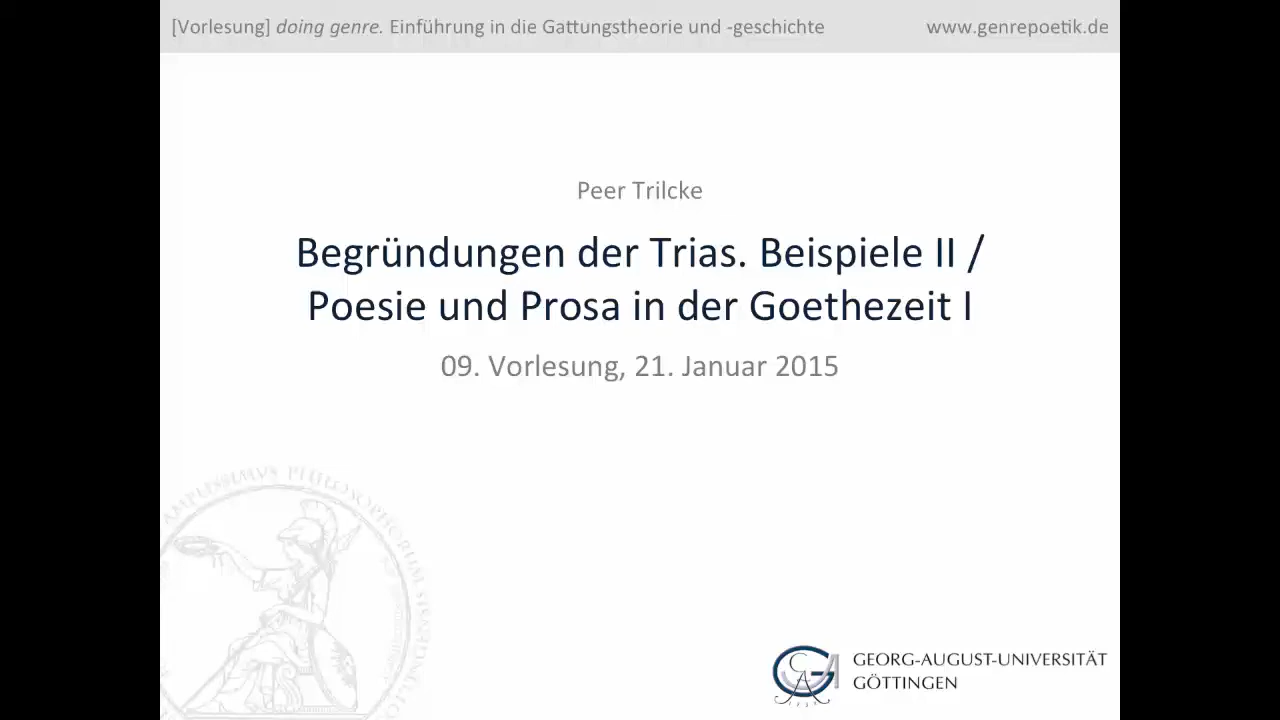 [Vorlesung] doing genre. Einführung in die Gattungstheorie und -geschichte www.genrepoetik.de
Peer Trilcke
Begründungen der Trias. Beispiele II /
Poesie und Prosa in der Goethezeit I
09. Vorlesung, 21. Januar 2015
GEORG-AUGUST-UNIVERSITÄT
GÖTTINGEN